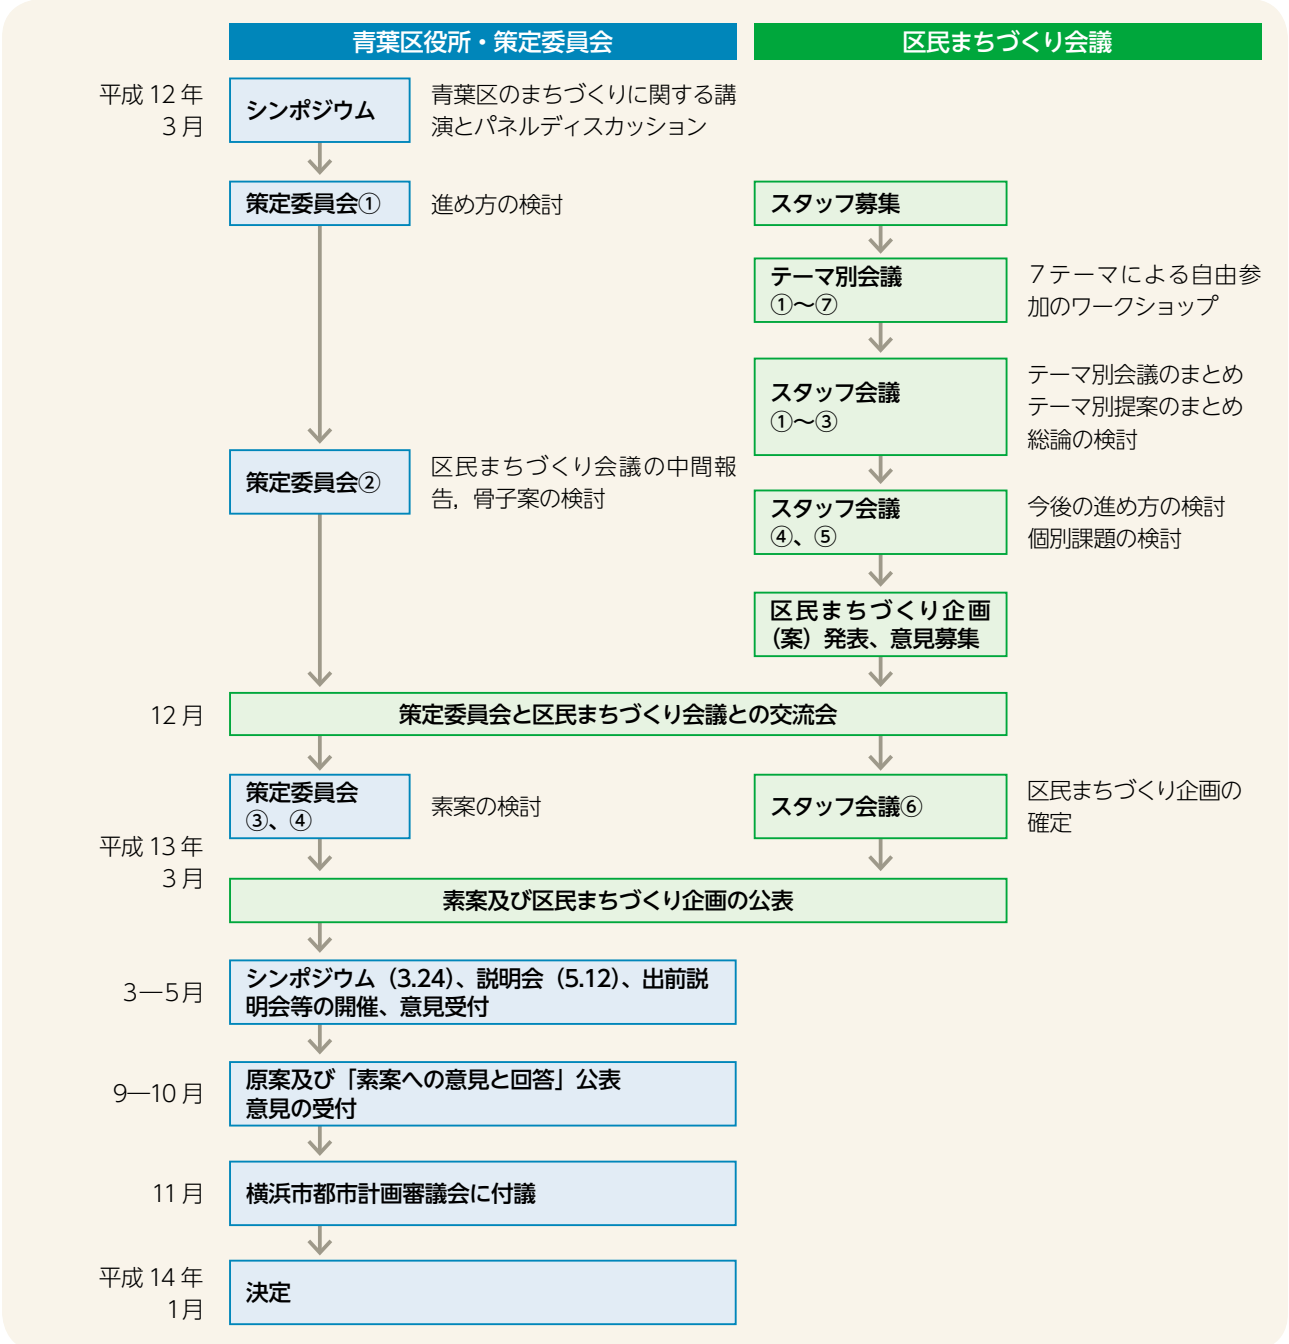 青葉区役所・策定委員会
区民まちづくり会議
平成 12 年
3 月
シンポジウム
青葉区のまちづくりに関する講
演とパネルディスカッション
策定委員会①
進め方の検討
スタッフ募集
テーマ別会議
①～⑦
7テーマによる自由参
加のワークショップ
スタッフ会議
①～③
テーマ別会議のまとめ
テーマ別提案のまとめ
総論の検討
策定委員会②
区民まちづくり会議の中間報
告，骨子案の検討
スタッフ会議
④、⑤
今後の進め方の検討
個別課題の検討
区民まちづくり企画
（案）発表、意見募集
12 月
策定委員会と区民まちづくり会議との交流会
策定委員会
③、④
素案の検討
スタッフ会議⑥
区民まちづくり企画の
確定
平成 13 年
3 月
素案及び区民まちづくり企画の公表
3―5月
シンポジウム（3.24）、説明会（5.12）、出前説
明会等の開催、意見受付
9―10 月
原案及び「素案への意見と回答」公表
意見の受付
11 月
横浜市都市計画審議会に付議
平成 14 年
1月
決定